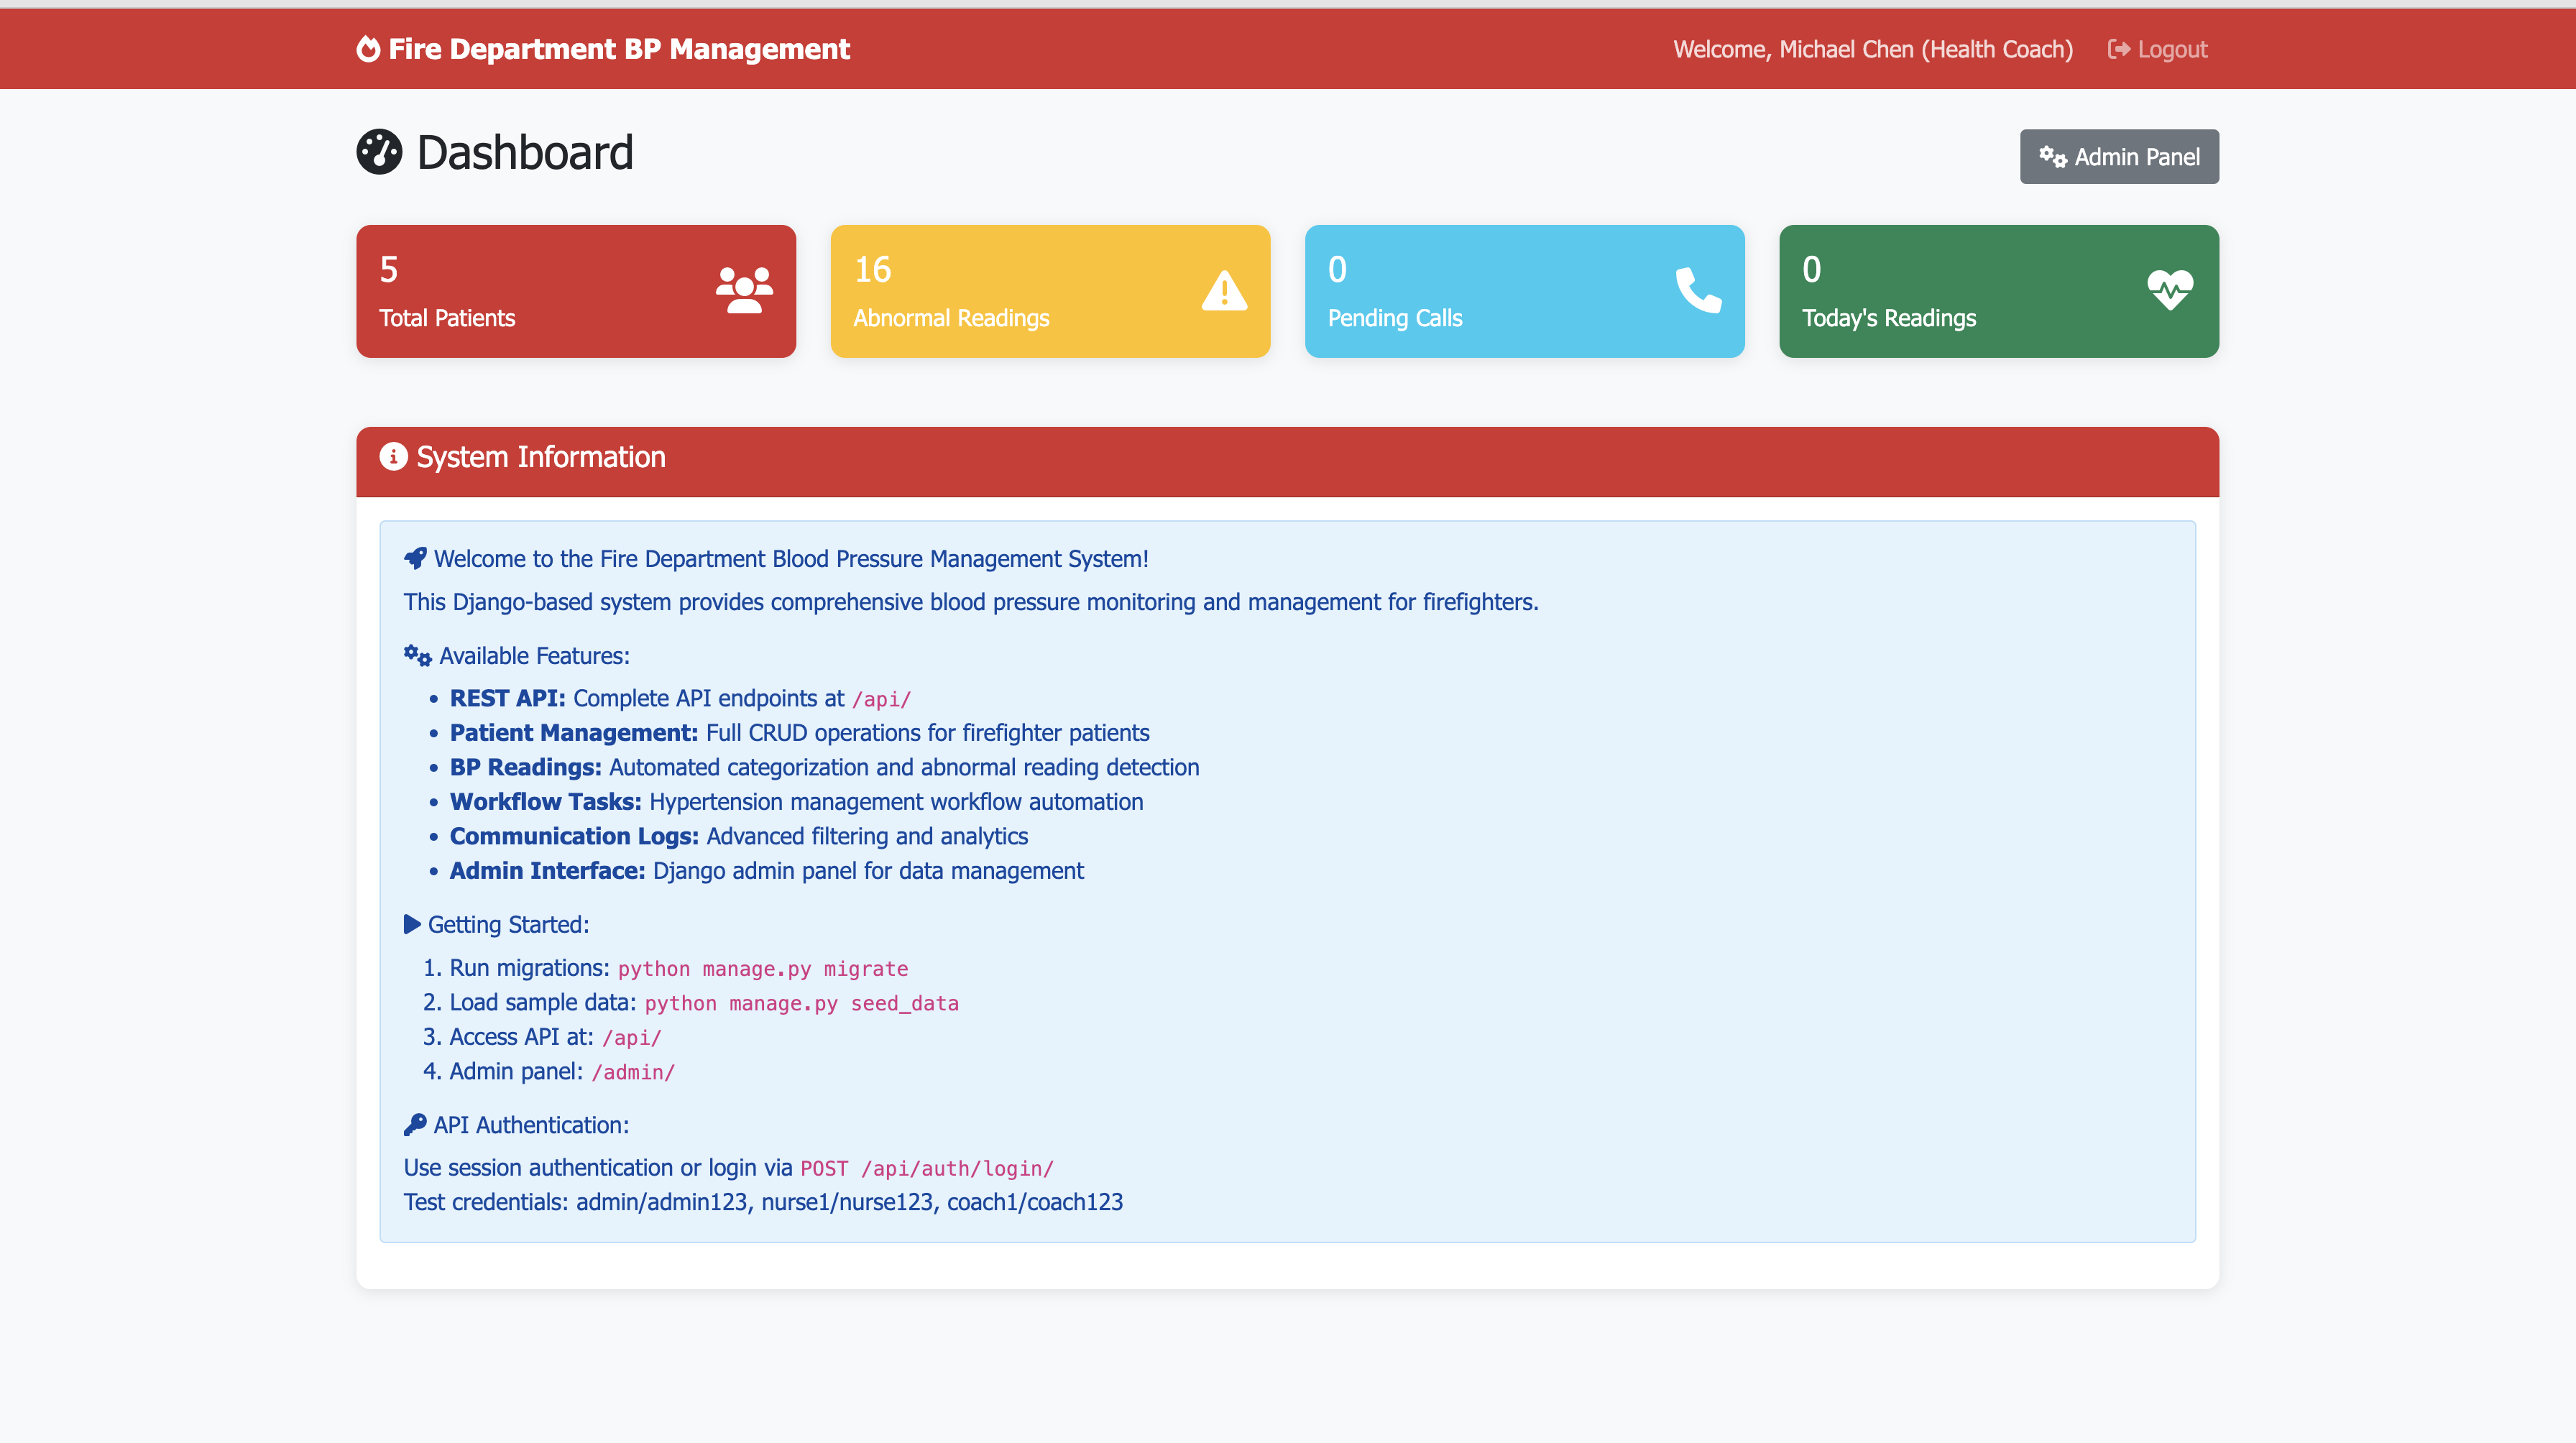 Fire Department BP Management
Welcome, Michael Chen (Health Coach)
Logout
Dashboard
Admin Panel
5
Total Patients
16
Abnormal Readings
0
Pending Calls
0
Today's Readings
System Information
Welcome to the Fire Department Blood Pressure Management System!
This Django-based system provides comprehensive blood pressure monitoring and management for firefighters.
Available Features:
• REST API: Complete API endpoints at /api/
• Patient Management: Full CRUD operations for firefighter patients
• BP Readings: Automated categorization and abnormal reading detection
• Workflow Tasks: Hypertension management workflow automation
• Communication Logs: Advanced filtering and analytics
• Admin Interface: Django admin panel for data management
Getting Started:
1. Run migrations: python manage.py migrate
2. Load sample data: python manage.py seed_data
3. Access API at: /api/
4. Admin panel: /admin/
API Authentication:
Use session authentication or login via POST /api/auth/login/
Test credentials: admin/admin123, nurse1/nurse123, coach1/coach123